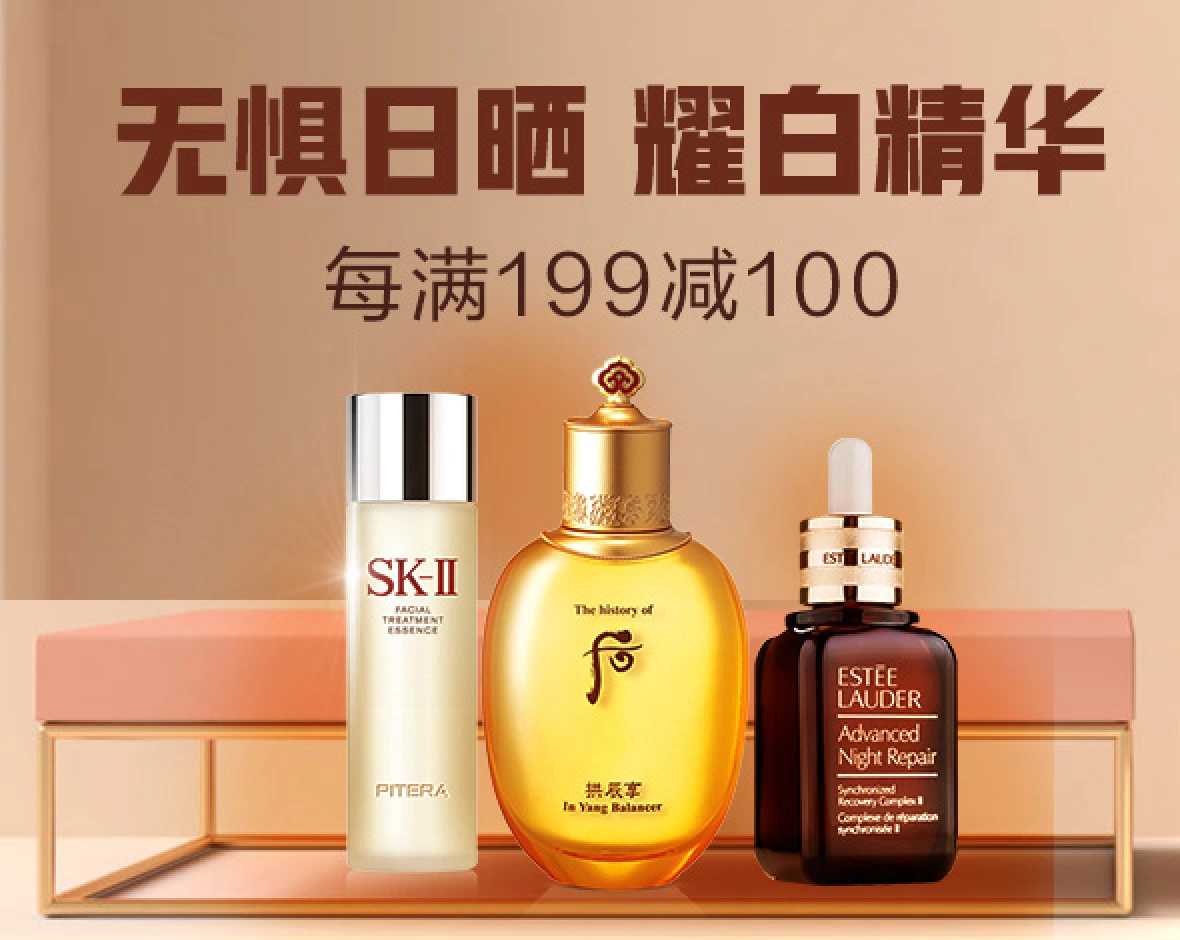 无惧日晒 耀白精华
每满199减100
SK-II
FACIAL
TREATMENT
ESSENCE
PITERA
The history of
后
拱辰享
In Yang Balancer
ESTĒE
LAUDER
Advanced
Night Repair
Synchronized
Recovery Complex II
Complexe de réparation
synchronisée II